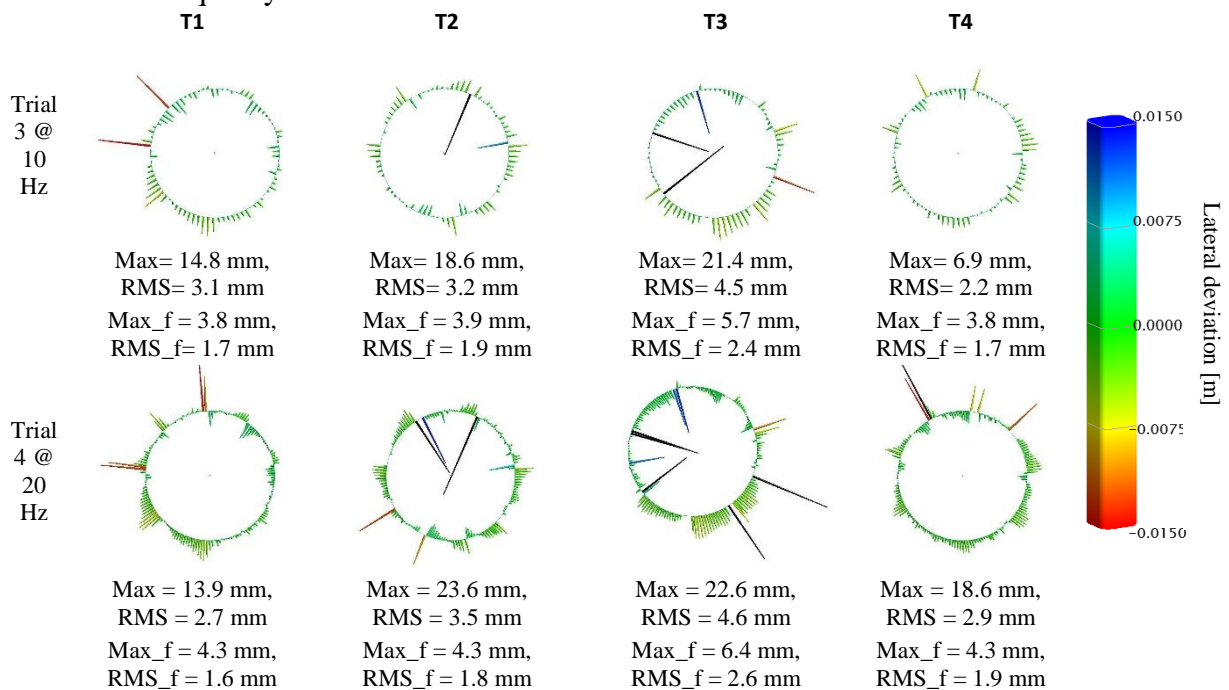 T1 T2 T3 T4
Trial
3 @
10
Hz
Max= 14.8 mm,
RMS= 3.1 mm
Max_f = 3.8 mm,
RMS_f= 1.7 mm
Max= 18.6 mm,
RMS= 3.2 mm
Max_f = 3.9 mm,
RMS_f = 1.9 mm
Max= 21.4 mm,
RMS= 4.5 mm
Max_f = 5.7 mm,
RMS_f = 2.4 mm
Max= 6.9 mm,
RMS= 2.2 mm
Max_f = 3.8 mm,
RMS_f = 1.7 mm
Trial
4 @
20
Hz
Max = 13.9 mm,
RMS = 2.7 mm
Max_f = 4.3 mm,
RMS_f = 1.6 mm
Max = 23.6 mm,
RMS = 3.5 mm
Max_f = 4.3 mm,
RMS_f = 1.8 mm
Max = 22.6 mm,
RMS = 4.6 mm
Max_f = 6.4 mm,
RMS_f = 2.6 mm
Max = 18.6 mm,
RMS = 2.9 mm
Max_f = 4.3 mm,
RMS_f = 1.9 mm
0.0150
0.0075
0.0000
-0.0075
-0.0150
Lateral deviation [m]